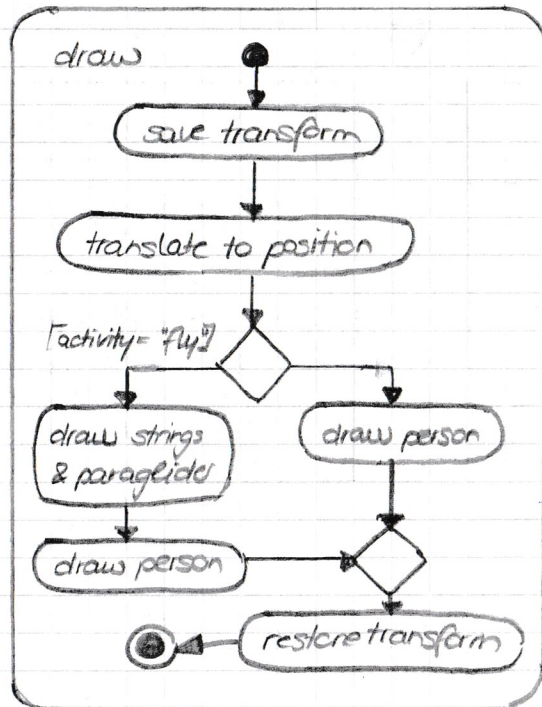 draw
save transform
translate to position
[activity= "fly"]
draw strings
& paraglider
draw person
draw person
restore transform